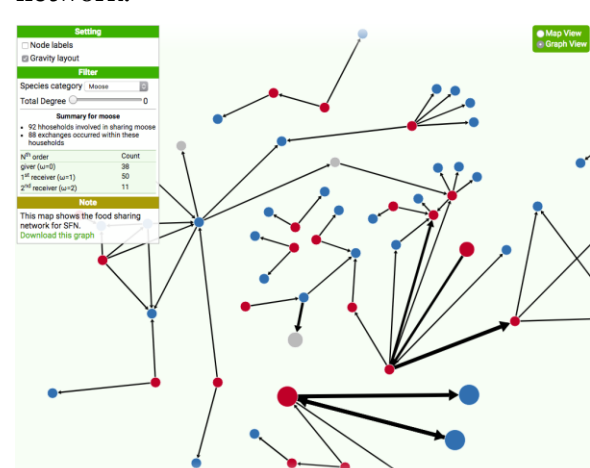 Setting
Node labels
Gravity layout
Filter
Species category Moose
Total Degree 0
Summary for moose
92 hhoseholds involved in sharing moose
88 exchanges occurred within these
households
Nth order Count
giver (ω=0) 38
1st receiver (ω=1) 50
2nd receiver (ω=2) 11
Note
This map shows the food sharing
network for SFN.
Download this graph
Map View
Graph View